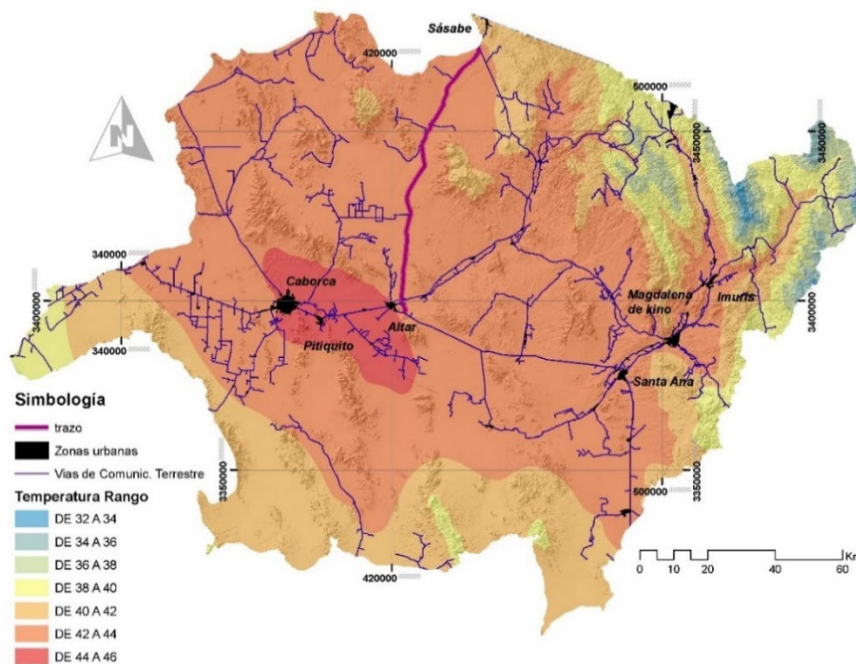 Sásabe
420000
500000
3450000
3450000
340000
3400000
Caborca
Altar
Pitiquito
Magdalena
de kino
Imuris
3400000
340000
Santa Ana
3350000
500000
3350000
420000
N
Simbología
trazo
Zonas urbanas
Vias de Comunic. Terrestre
Temperatura Rango
DE 32 A 34
DE 34 A 36
DE 36 A 38
DE 38 A 40
DE 40 A 42
DE 42 A 44
DE 44 A 46
0 5 10 20 40 60
Km